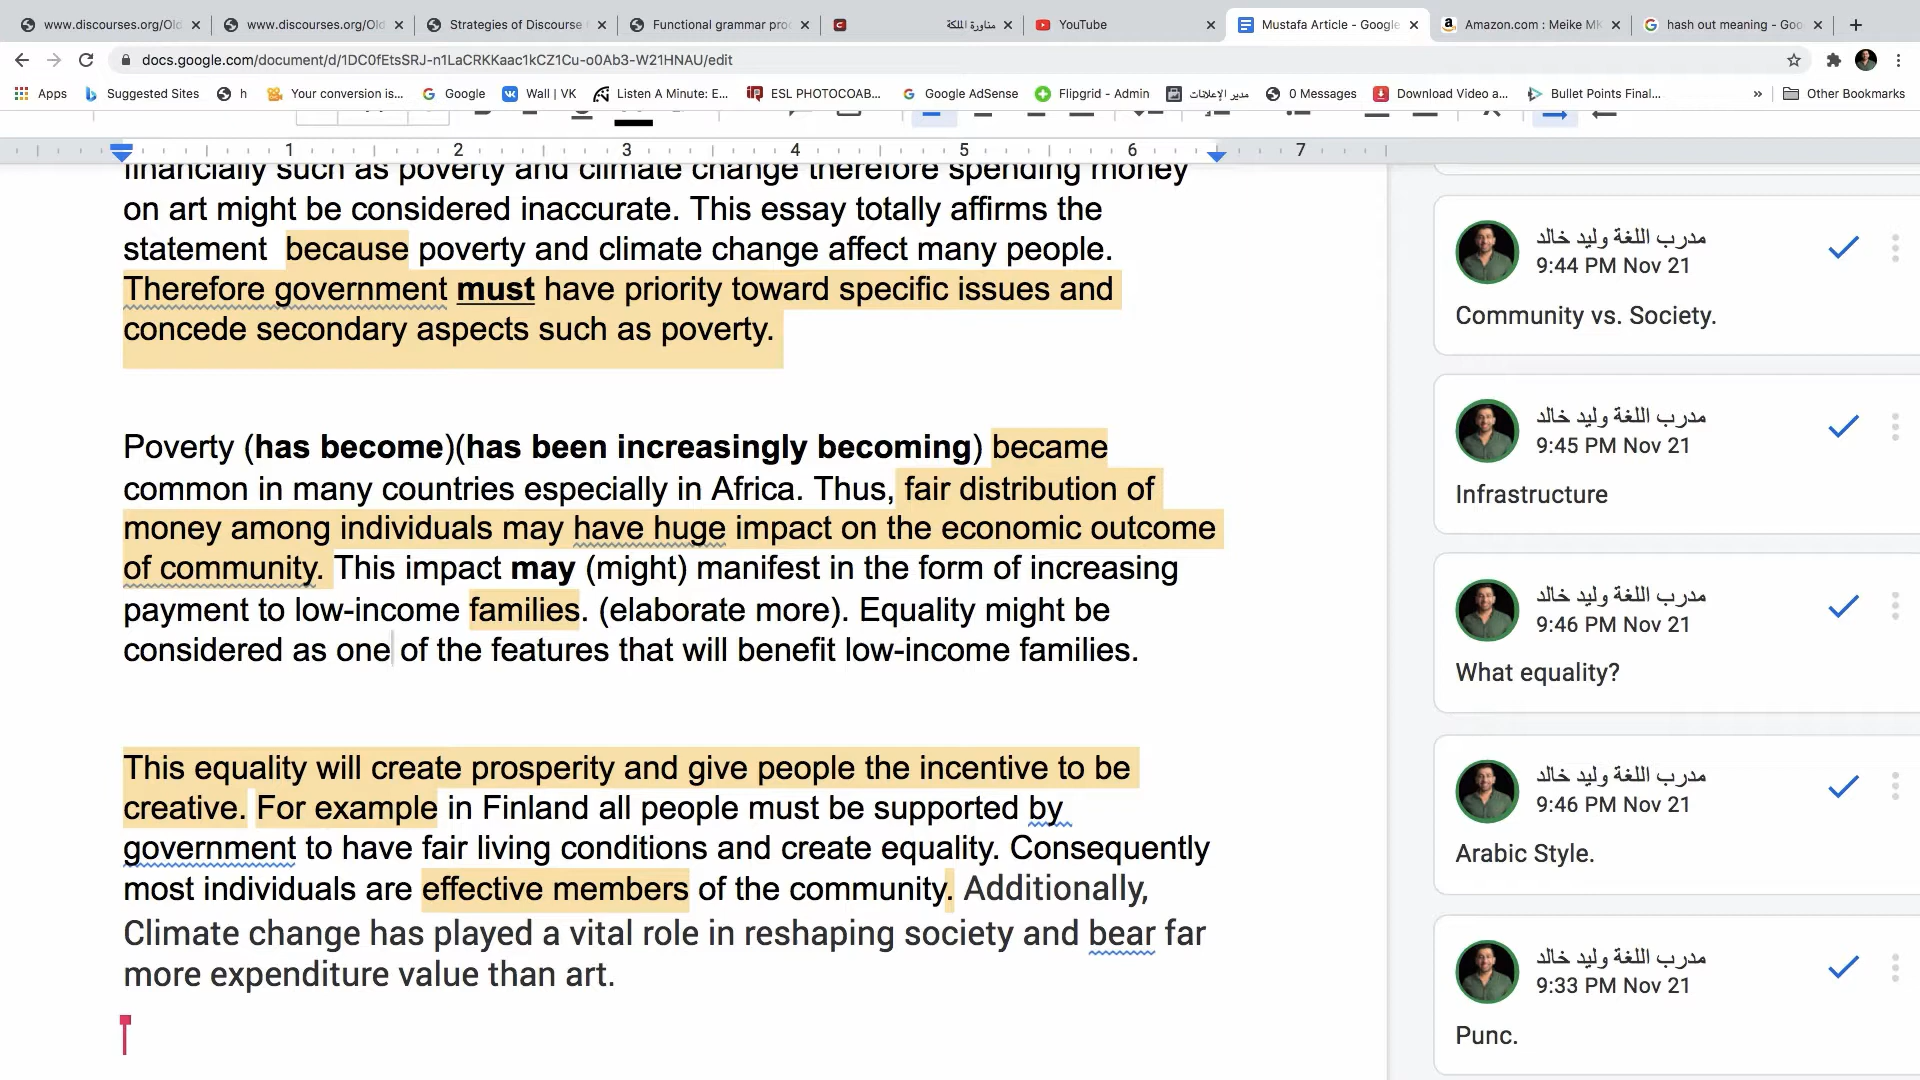 www.discourses.org/Old
www.discourses.org/Old
Strategies of Discourse
Functional grammar pro
مناورة الملكة
YouTube
Mustafa Article - Google
Amazon.com : Meike MK
hash out meaning - Goo
docs.google.com/document/d/1DC0fEtsSRJ-n1LaCRKKaac1kCZ1Cu-o0Ab3-W21HNAU/edit
Apps
Suggested Sites
h
Your conversion is...
Google
Wall | VK
Listen A Minute: E...
ESL PHOTOCOAB...
Google AdSense
Flipgrid - Admin
مدير الإعلانات
0 Messages
Download Video a...
Bullet Points Final...
»
Other Bookmarks
1 2 3 4 5 6 7
financially such as poverty and climate change therefore spending money
on art might be considered inaccurate. This essay totally affirms the
statement because poverty and climate change affect many people.
Therefore government must have priority toward specific issues and
concede secondary aspects such as poverty.
Poverty (has become)(has been increasingly becoming) became
common in many countries especially in Africa. Thus, fair distribution of
money among individuals may have huge impact on the economic outcome
of community. This impact may (might) manifest in the form of increasing
payment to low-income families. (elaborate more). Equality might be
considered as one of the features that will benefit low-income families.
This equality will create prosperity and give people the incentive to be
creative. For example in Finland all people must be supported by
government to have fair living conditions and create equality. Consequently
most individuals are effective members of the community. Additionally,
Climate change has played a vital role in reshaping society and bear far
more expenditure value than art.
مدرب اللغة وليد خالد
9:44 PM Nov 21
Community vs. Society.
مدرب اللغة وليد خالد
9:45 PM Nov 21
Infrastructure
مدرب اللغة وليد خالد
9:46 PM Nov 21
What equality?
مدرب اللغة وليد خالد
9:46 PM Nov 21
Arabic Style.
مدرب اللغة وليد خالد
9:33 PM Nov 21
Punc.